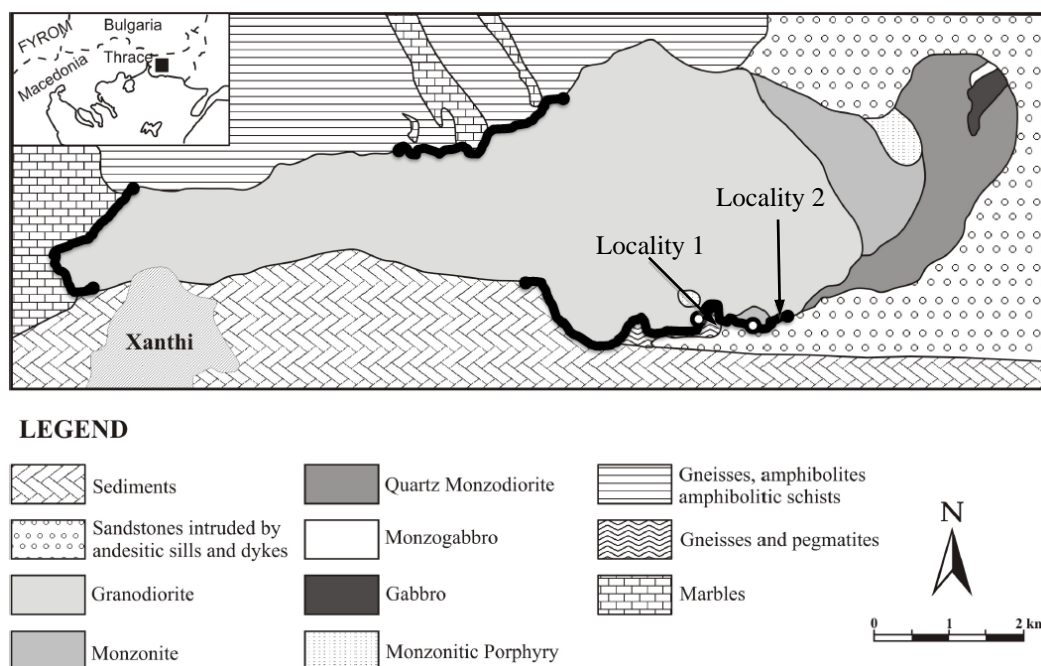 FYROM
Bulgaria
Thrace
Macedonia
Locality 2
Locality 1
Xanthi
LEGEND
Sediments
Sandstones intruded by
andesitic sills and dykes
Granodiorite
Monzonite
Quartz Monzodiorite
Monzogabbro
Gabbro
Monzonitic Porphyry
Gneisses, amphibolites
amphibolitic schists
Gneisses and pegmatites
Marbles
N
0 1 2 km